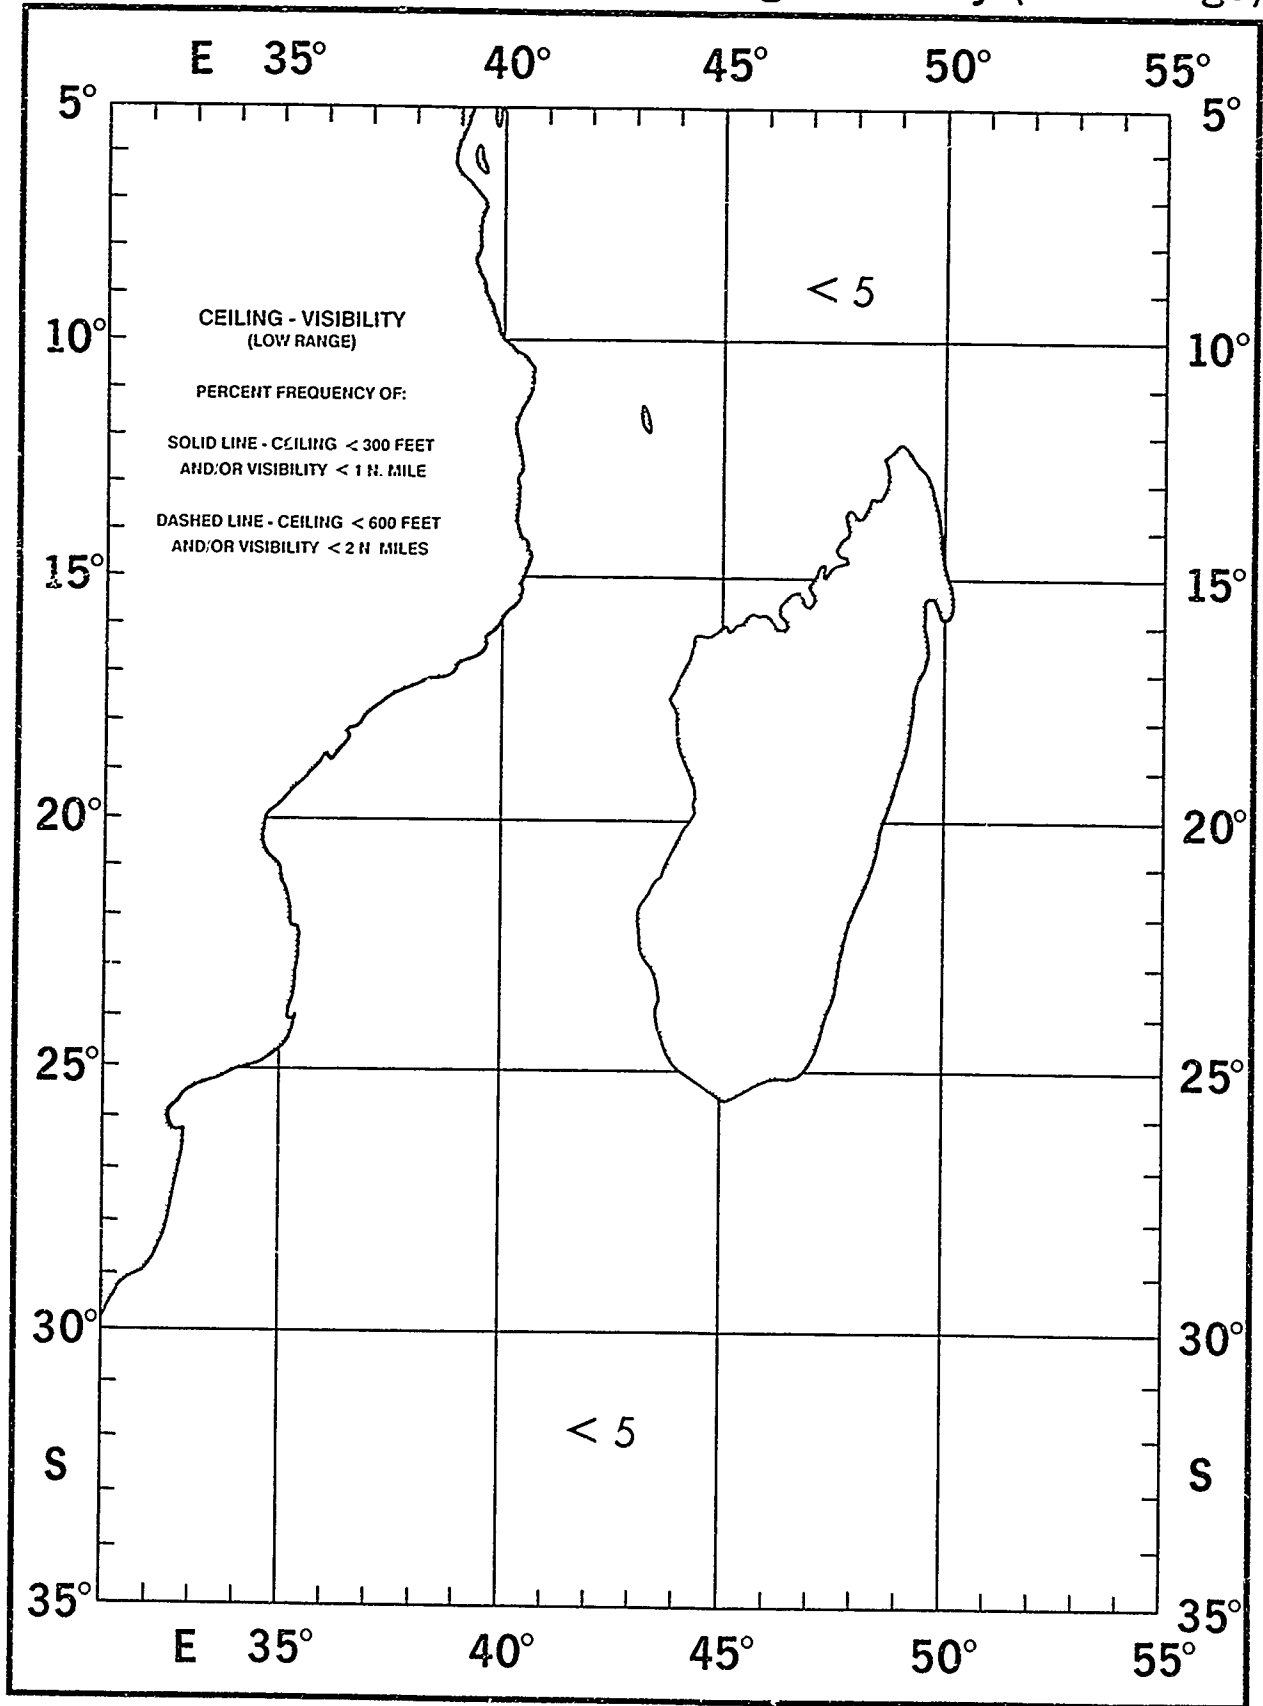 E 35° 40° 45° 50° 55°
5° 5°
< 5
CEILING - VISIBILITY
(LOW RANGE)
10° 10°
PERCENT FREQUENCY OF:
SOLID LINE - CEILING < 300 FEET
AND/OR VISIBILITY < 1 N. MILE
DASHED LINE - CEILING < 600 FEET
AND/OR VISIBILITY < 2 N MILES
15° 15°
20° 20°
25° 25°
30° 30°
< 5
S S
35° 35°
E 35° 40° 45° 50° 55°